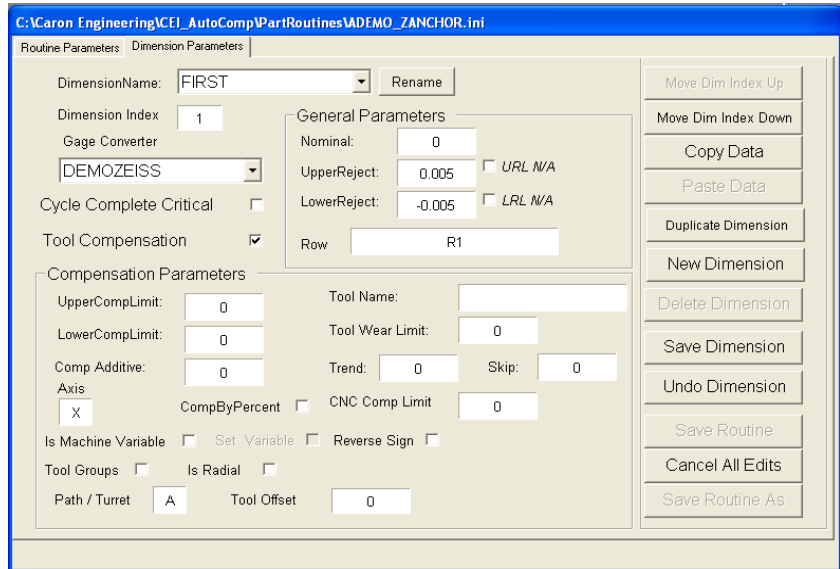 C:\Caron Engineering\CEI_AutoComp\PartRoutines\ADEMO_ZANCHOR.ini
Routine Parameters Dimension Parameters
DimensionName: FIRST Rename
Dimension Index 1
Gage Converter
DEMOZEISS
Cycle Complete Critical
Tool Compensation
General Parameters
Nominal: 0
UpperReject: 0.005 URL N/A
LowerReject: -0.005 LRL N/A
Row R1
Compensation Parameters
UpperCompLimit: 0 Tool Name:
LowerCompLimit: 0 Tool Wear Limit: 0
Comp Additive: 0 Trend: 0 Skip: 0
Axis
X CompByPercent CNC Comp Limit 0
Is Machine Variable Set Variable Reverse Sign
Tool Groups Is Radial
Path / Turret A Tool Offset 0
Move Dim Index Up
Move Dim Index Down
Copy Data
Paste Data
Duplicate Dimension
New Dimension
Delete Dimension
Save Dimension
Undo Dimension
Save Routine
Cancel All Edits
Save Routine As